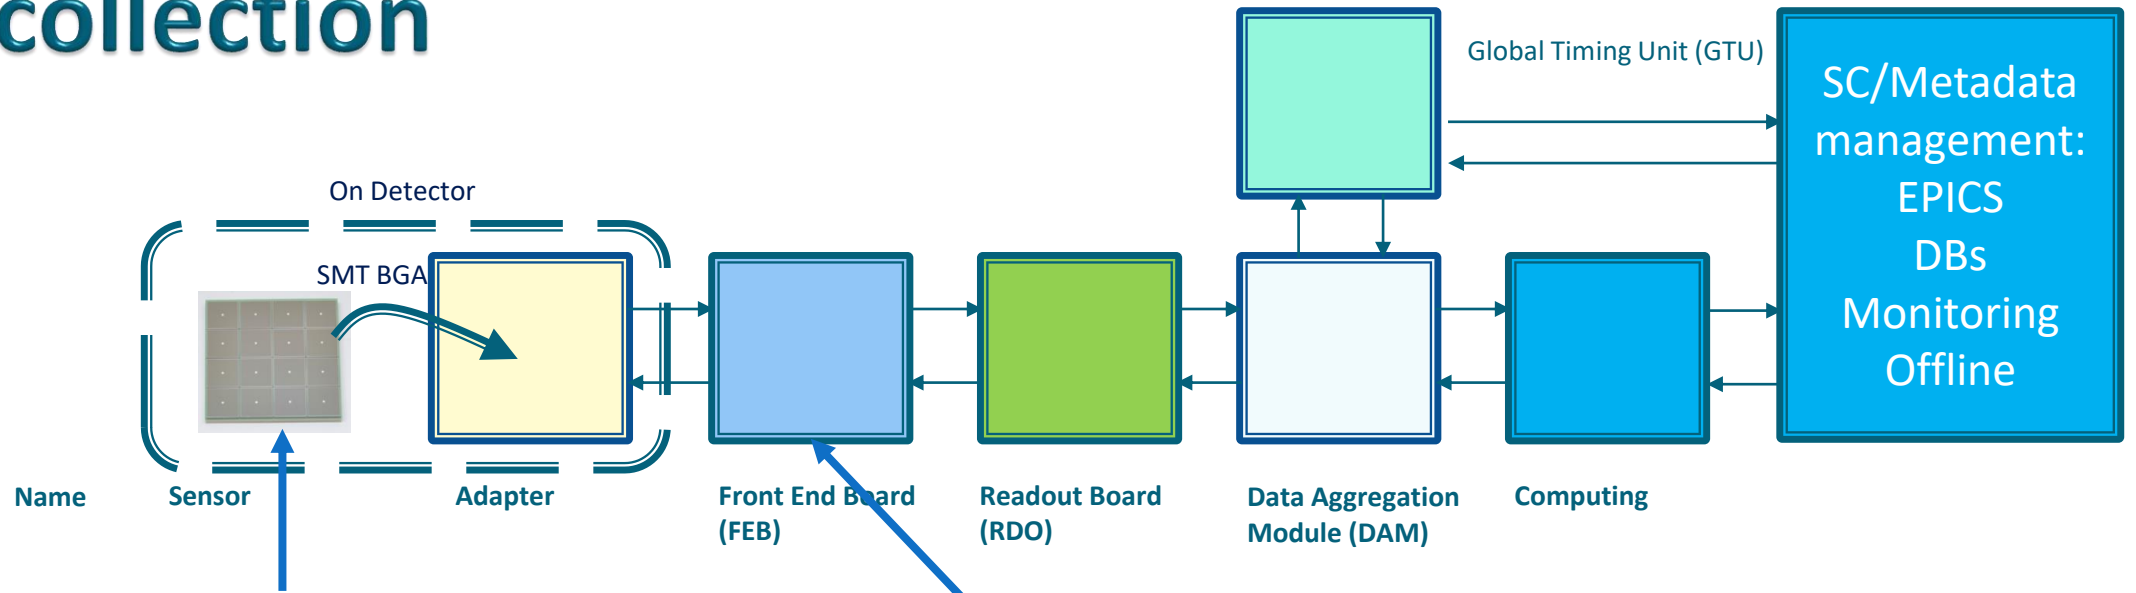 collection
Global Timing Unit (GTU)
SC/Metadata
management:
EPICS
DBs
Monitoring
Offline
On Detector
SMT BGA
Name
Sensor
Adapter
Front End Board
(FEB)
Readout Board
(RDO)
Data Aggregation
Module (DAM)
Computing